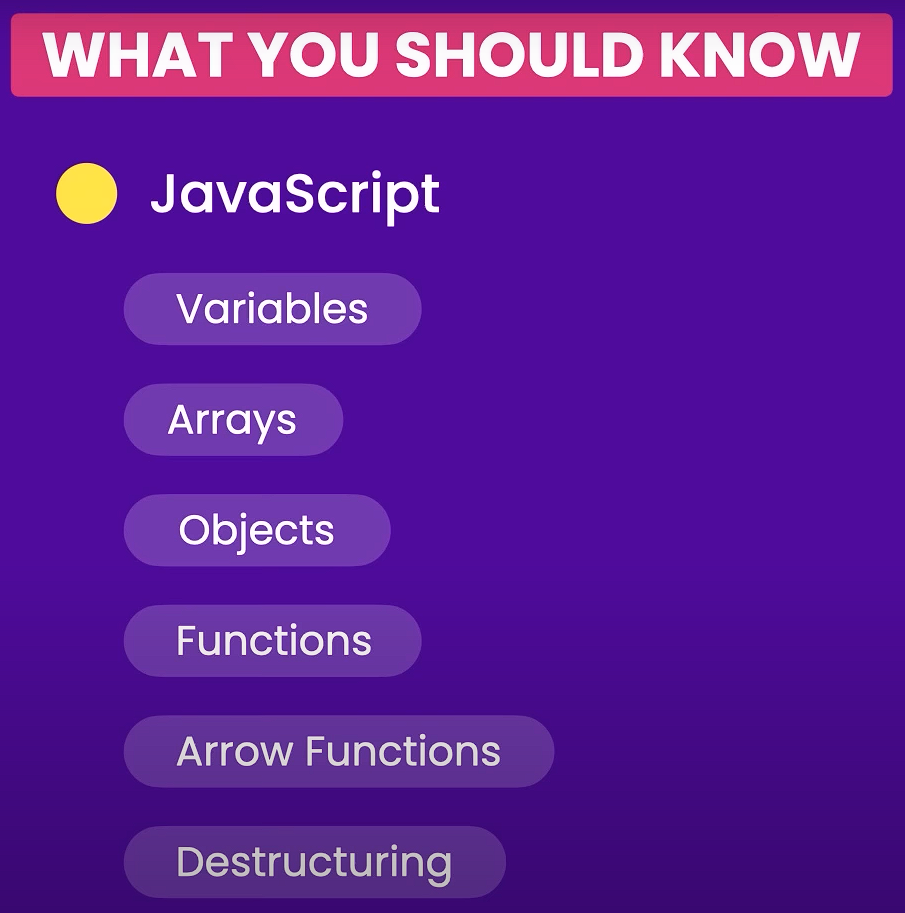 WHAT YOU SHOULD KNOW
JavaScript
Variables
Arrays
Objects
Functions
Arrow Functions
Destructuring